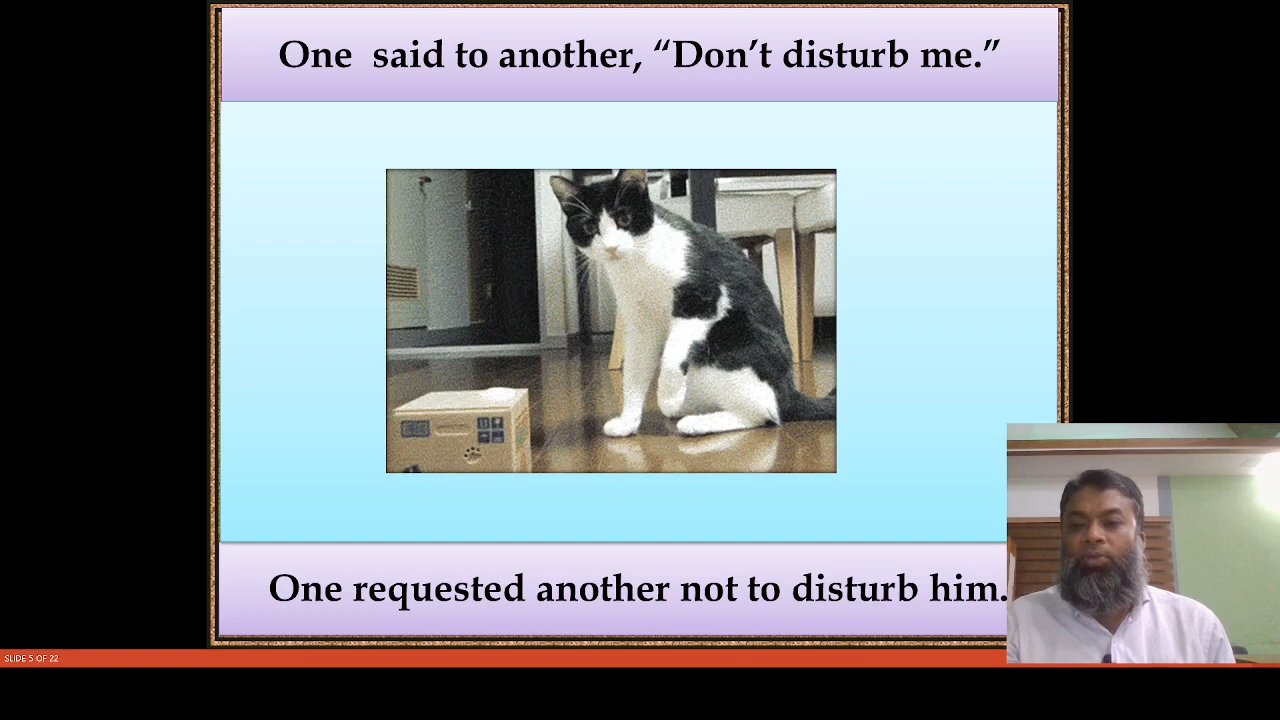 One said to another, “Don’t disturb me.”
One requested another not to disturb him.
SLIDE 5 OF 22